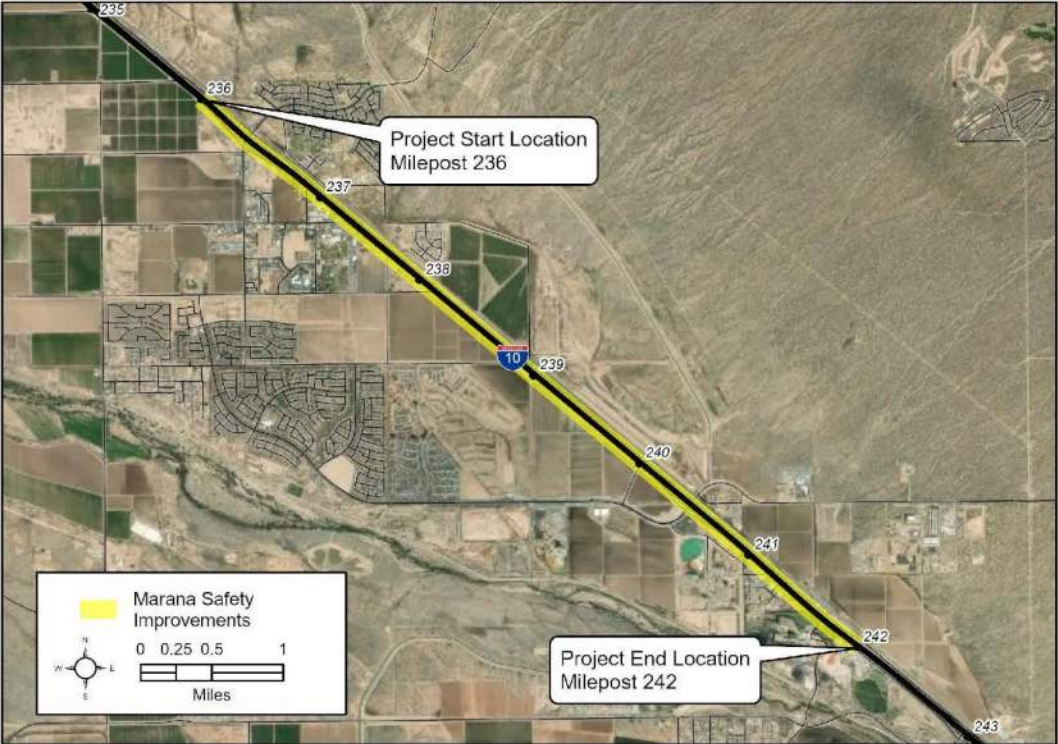 235
236
Project Start Location
Milepost 236
237
238
INTERSTATE
10
239
240
241
242
Project End Location
Milepost 242
243
Marana Safety
Improvements
N
W E
S
0 0.25 0.5 1
Miles